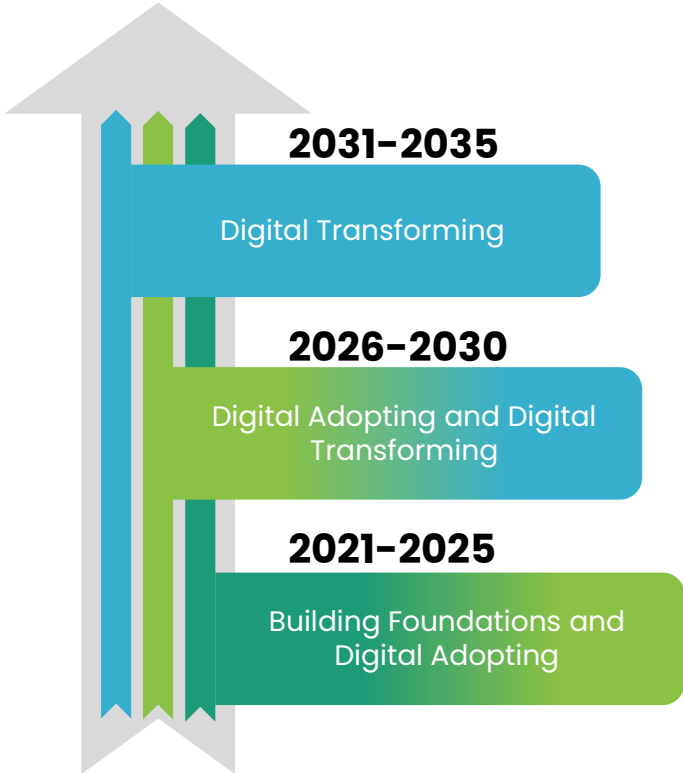 2031-2035
Digital Transforming
2026-2030
Digital Adopting and Digital
Transforming
2021-2025
Building Foundations and
Digital Adopting